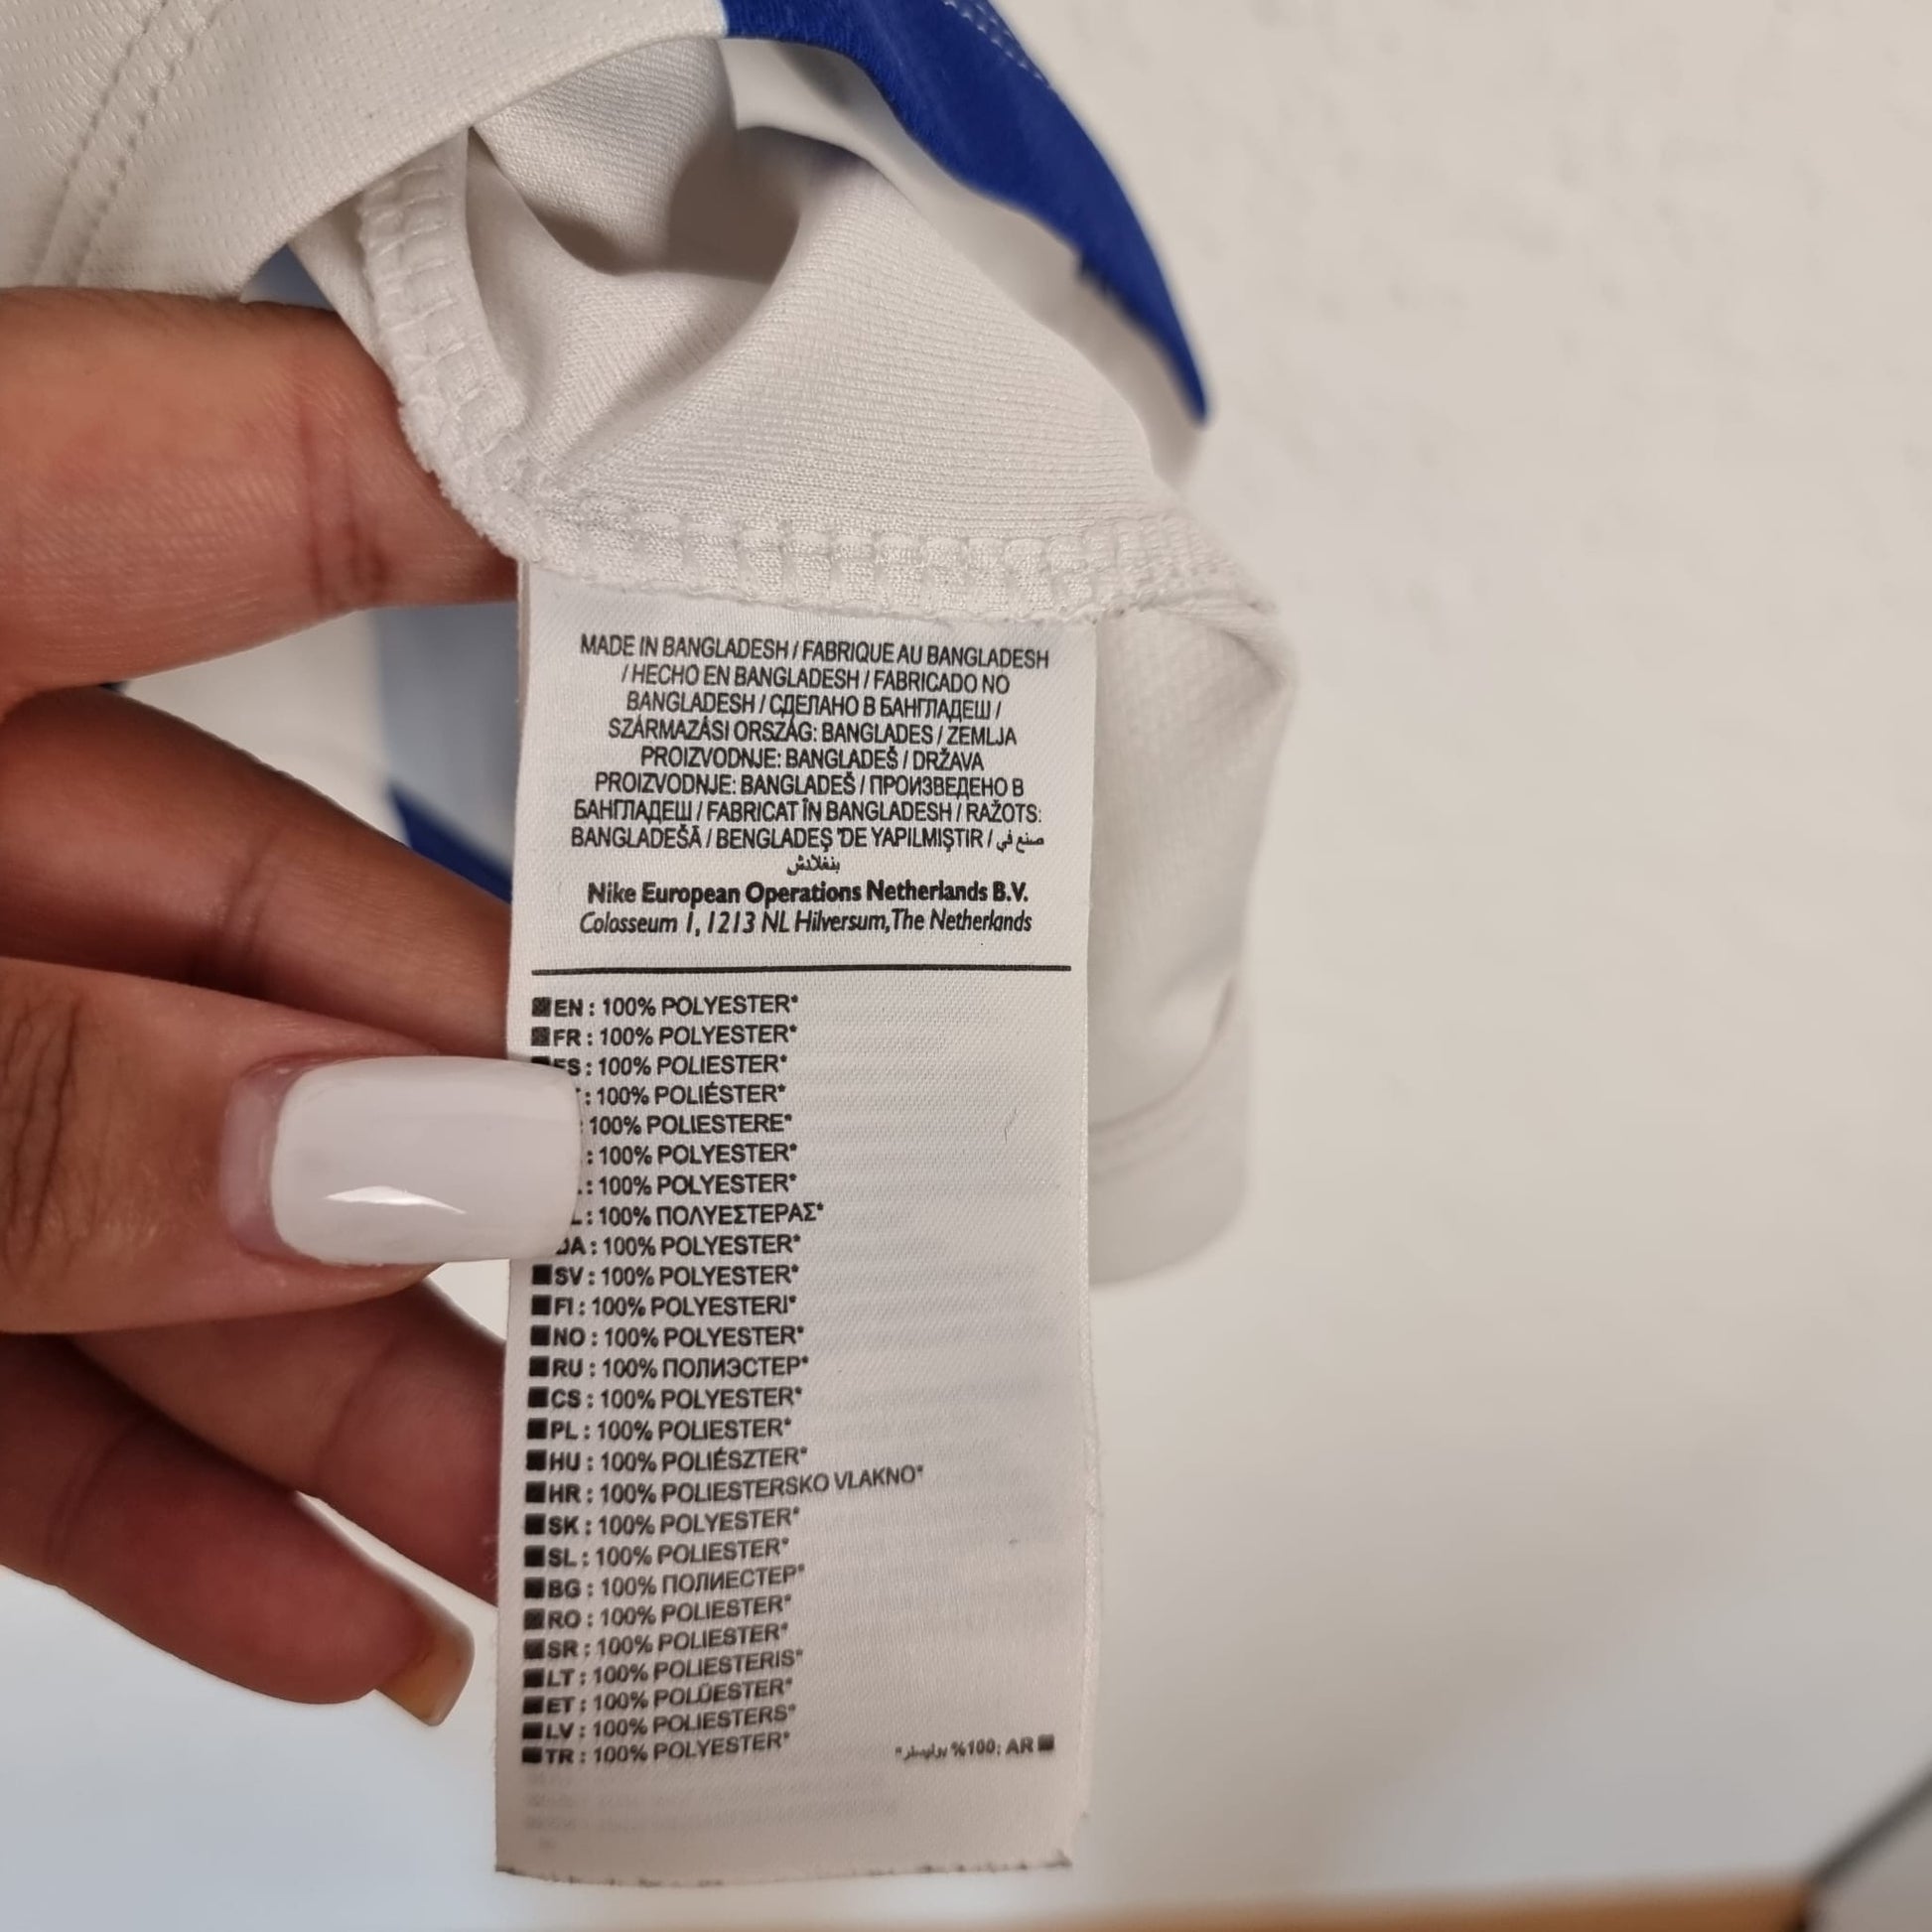 MADE IN BANGLADESH / FABRIQUE AU BANGLADESH
/ HECHO EN BANGLADESH / FABRICADO NO
BANGLADESH / СДЕЛАНО В БАНГЛАДЕШ /
SZÁRMAZÁSI ORSZÁG: BANGLADES / ZEMLJA
PROIZVODNJE: BANGLADEŠ / DRŽAVA
PROIZVODNJE: BANGLADEŠ / ПРОИЗВЕДЕНО В
БАНГЛАДЕШ / FABRICAT ÎN BANGLADESH / RAŽOTS:
BANGLADEŠĀ / BENGLADEŞ 'DE YAPILMIŞTIR / صنع في
بنغلادش
Nike European Operations Netherlands B.V.
Colosseum 1, 1213 NL Hilversum, The Netherlands
EN : 100% POLYESTER*
FR : 100% POLYESTER*
ES : 100% POLIESTER*
: 100% POLIÉSTER*
: 100% POLIESTERE*
: 100% POLYESTER*
: 100% POLYESTER*
L : 100% ΠΟΛΥΕΣΤΕΡΑΣ*
DA : 100% POLYESTER*
SV : 100% POLYESTER*
FI : 100% POLYESTERI*
NO : 100% POLYESTER*
RU : 100% ПОЛИЭСТЕР*
CS : 100% POLYESTER*
PL : 100% POLIESTER*
HU : 100% POLIÉSZTER*
HR : 100% POLIESTERSKO VLAKNO*
SK : 100% POLYESTER*
SL : 100% POLIESTER*
BG : 100% ПОЛИЕСТЕР*
RO : 100% POLIESTER*
SR : 100% POLIESTER*
LT : 100% POLIESTERIS*
ET : 100% POLÜESTER*
LV : 100% POLIESTERS*
TR : 100% POLYESTER*
AR :100% بوليستر*